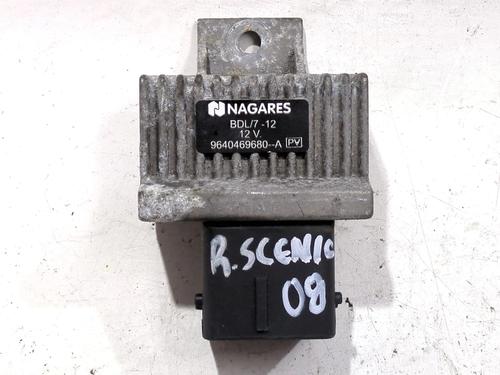 NAGARES
BDL/7-12
12 V.
9640469680--A PV
R.SCENIC
08